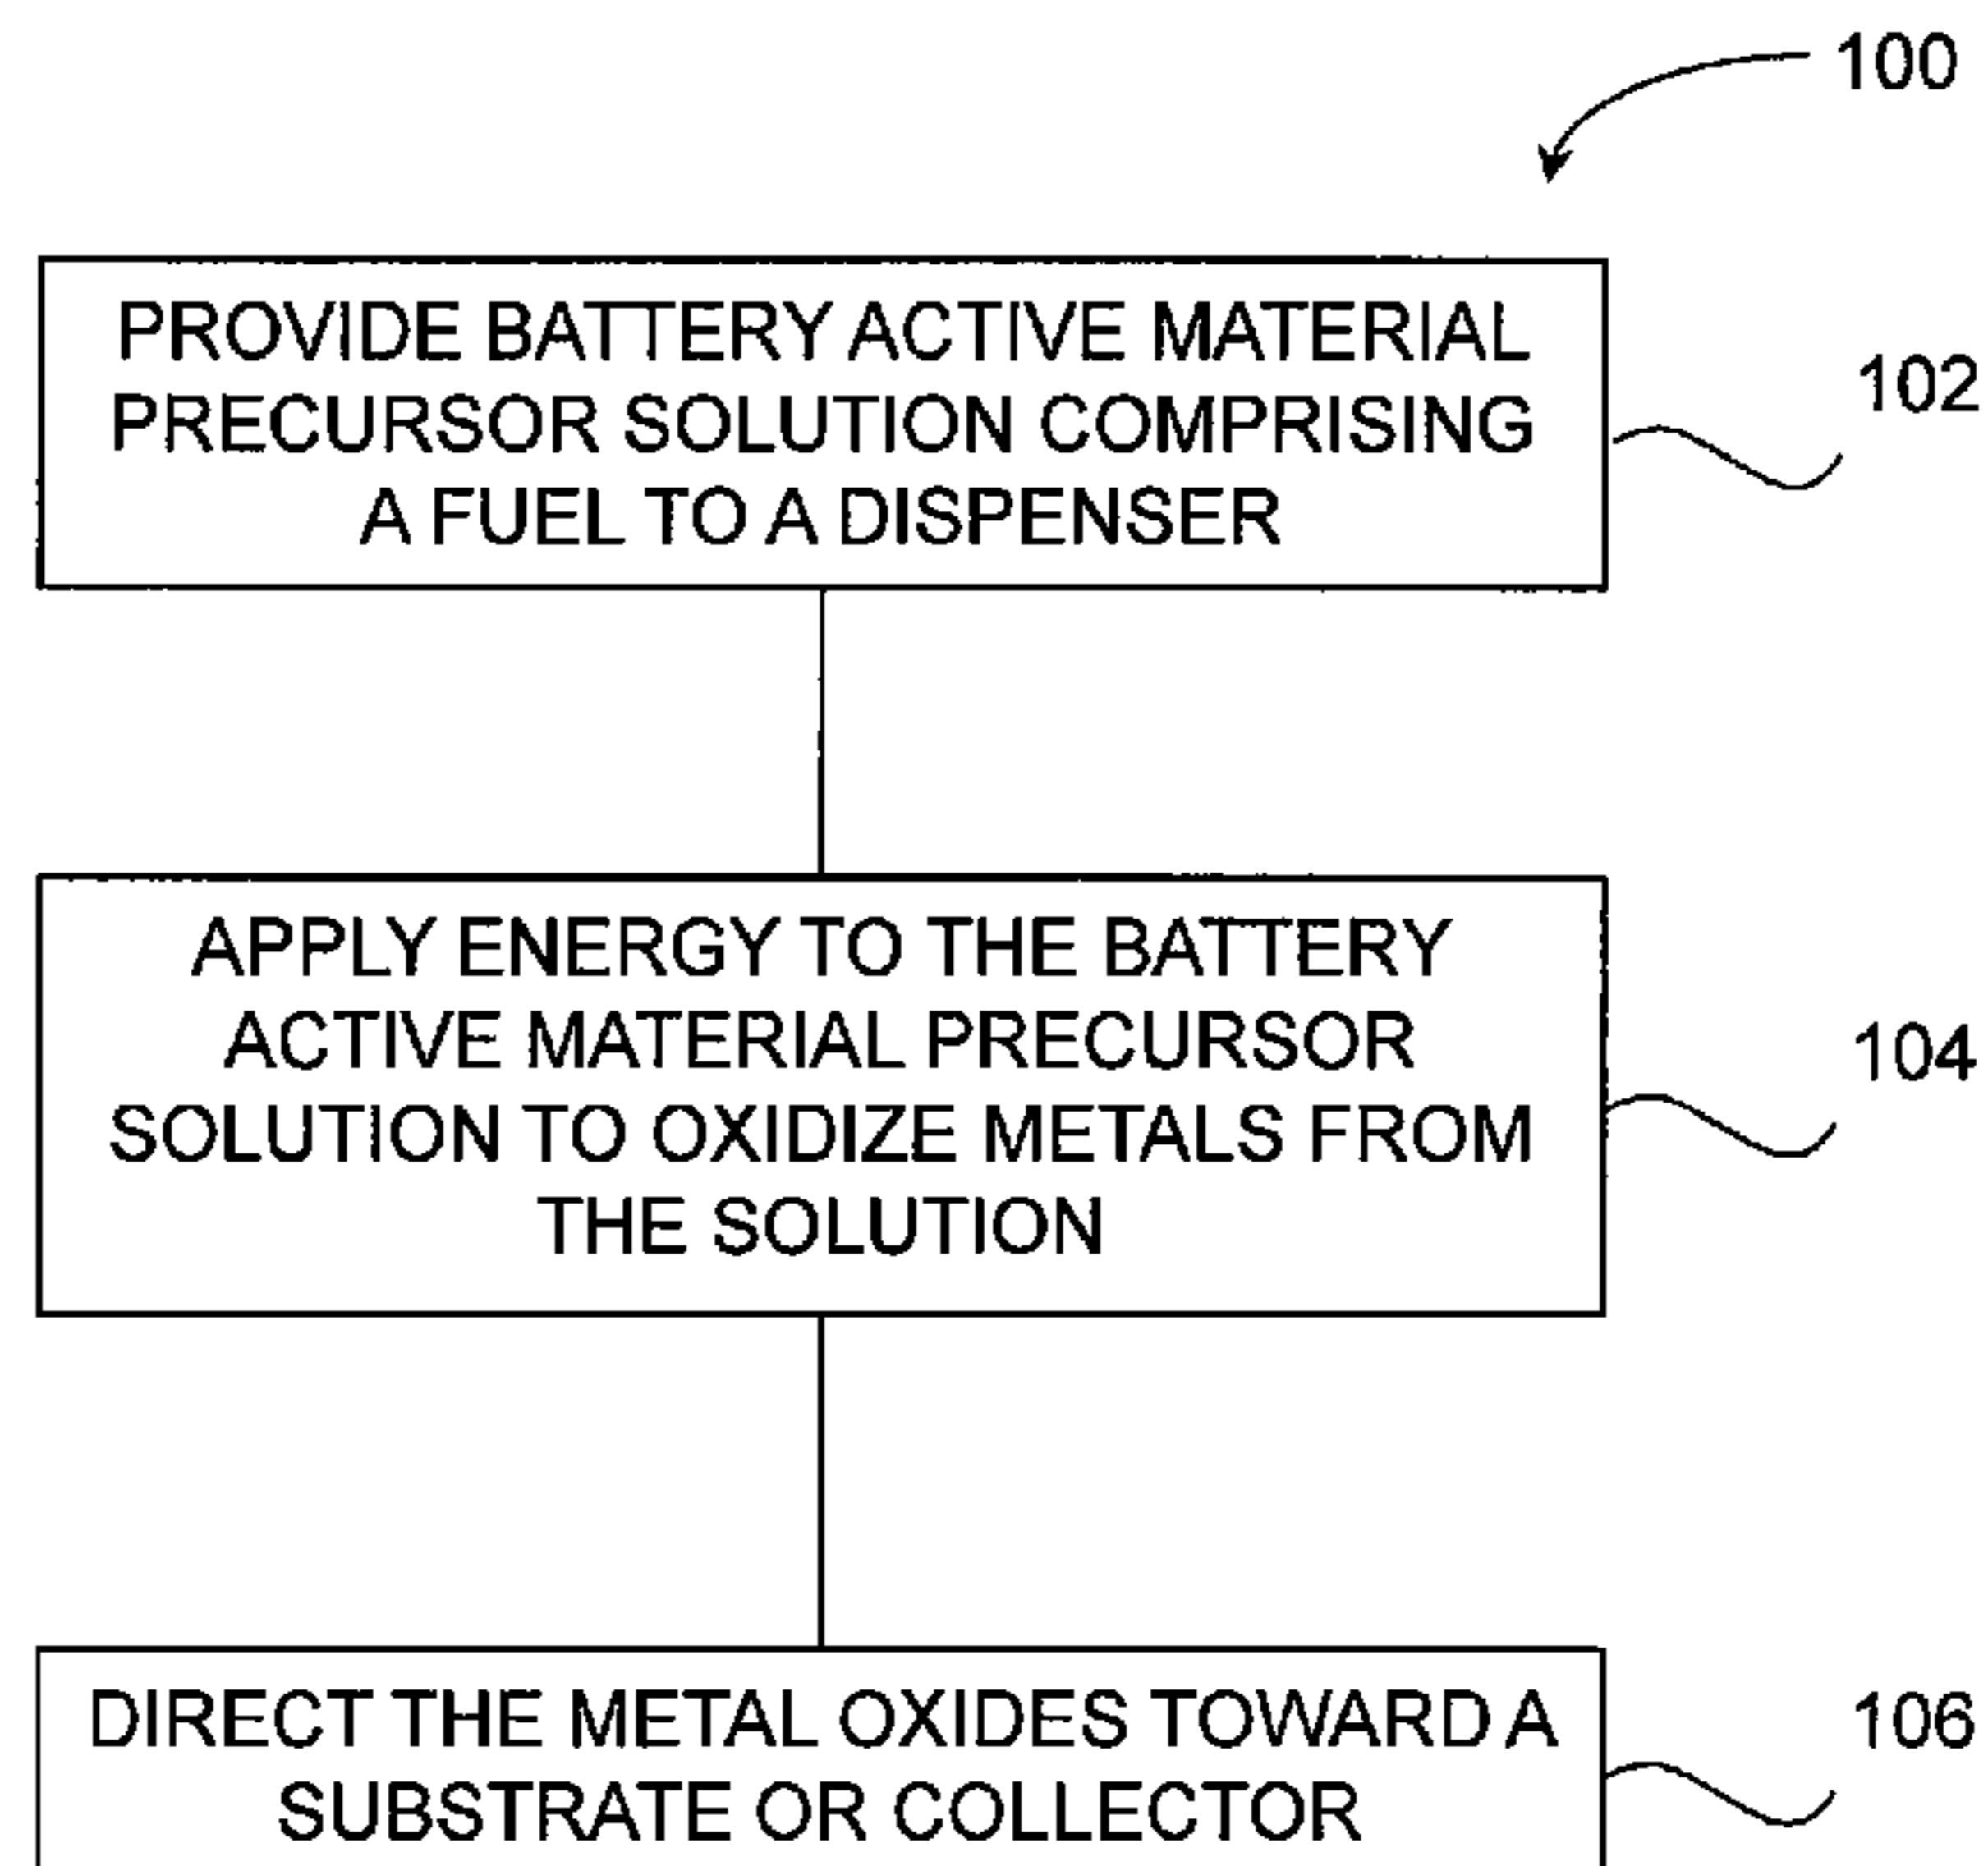 100
PROVIDE BATTERY ACTIVE MATERIAL
PRECURSOR SOLUTION COMPRISING
A FUEL TO A DISPENSER
102
APPLY ENERGY TO THE BATTERY
ACTIVE MATERIAL PRECURSOR
SOLUTION TO OXIDIZE METALS FROM
THE SOLUTION
104
DIRECT THE METAL OXIDES TOWARD A
SUBSTRATE OR COLLECTOR
106